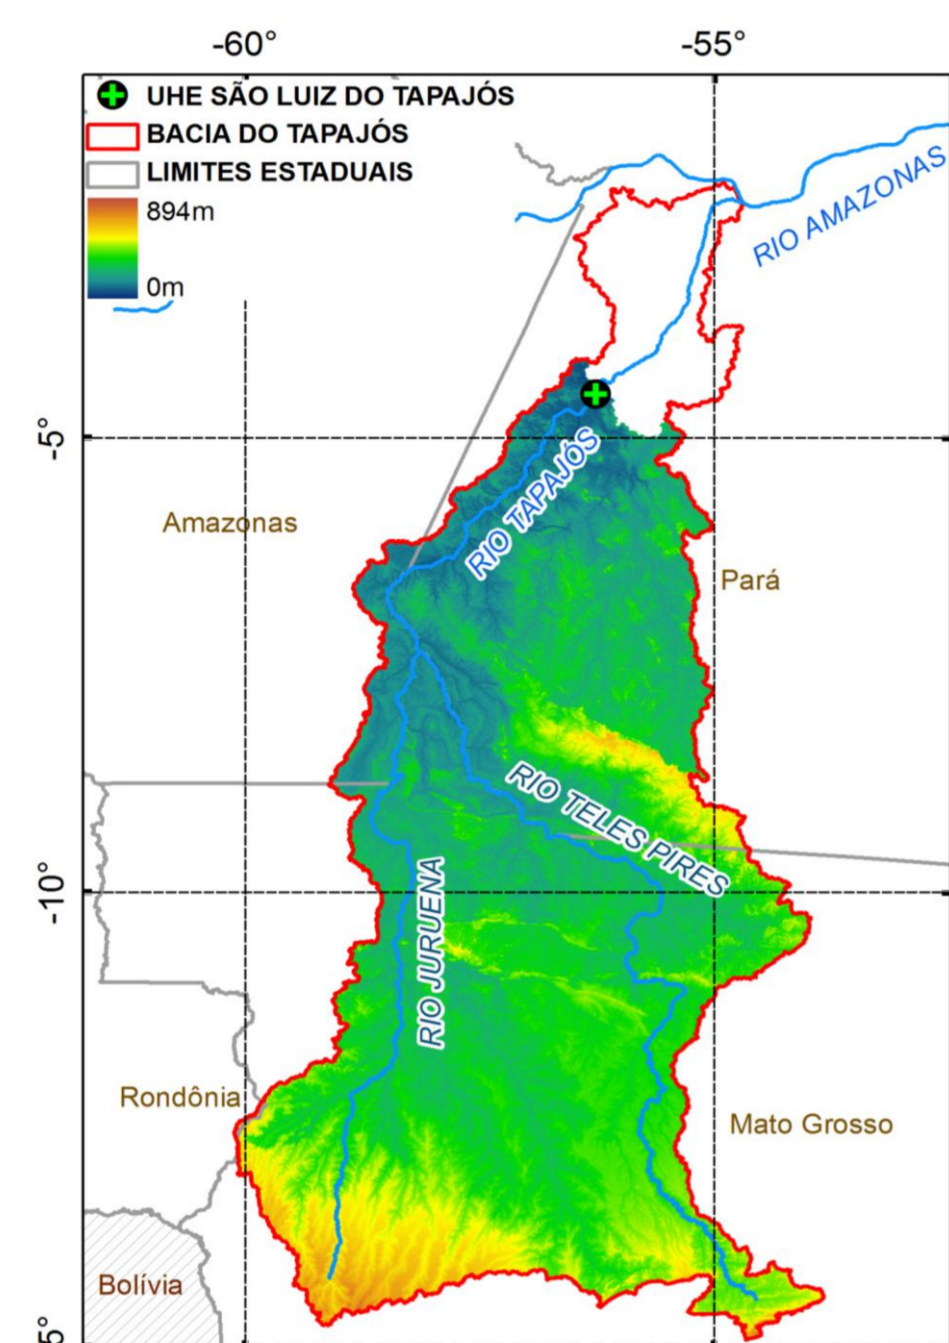 -60°
-55°
UHE SÃO LUIZ DO TAPAJÓS
BACIA DO TAPAJÓS
LIMITES ESTADUAIS
894m
0m
RIO AMAZONAS
-5°
RIO TAPAJÓS
Amazonas
Pará
RIO TELES PIRES
-10°
RIO JURUENA
Rondônia
Mato Grosso
Bolívia
5°